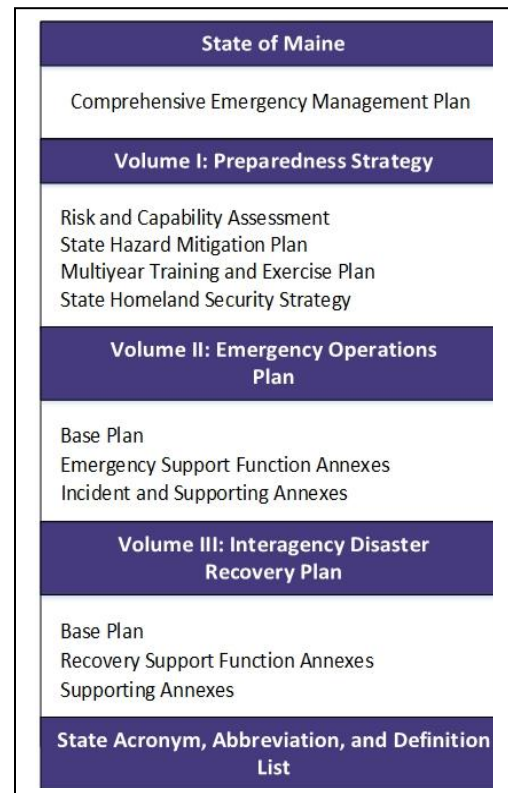 State of Maine
Comprehensive Emergency Management Plan
Volume I: Preparedness Strategy
Risk and Capability Assessment
State Hazard Mitigation Plan
Multiyear Training and Exercise Plan
State Homeland Security Strategy
Volume II: Emergency Operations
Plan
Base Plan
Emergency Support Function Annexes
Incident and Supporting Annexes
Volume III: Interagency Disaster
Recovery Plan
Base Plan
Recovery Support Function Annexes
Supporting Annexes
State Acronym, Abbreviation, and Definition
List